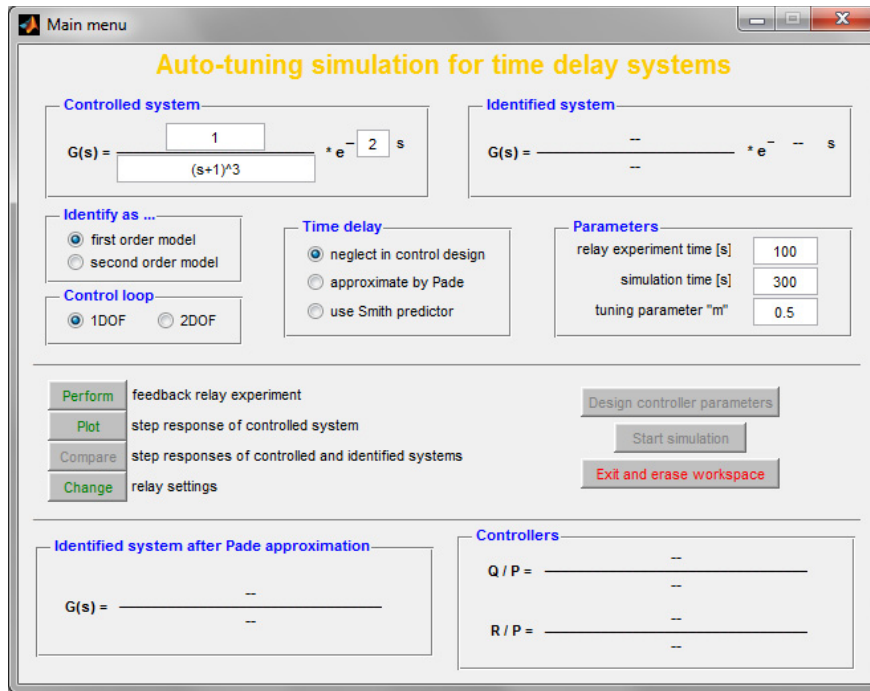 Main menu
Auto-tuning simulation for time delay systems
Controlled system
1
G(s) = * e − 2 s
(s+1)^3
Identified system
--
G(s) = * e − -- s
--
Identify as ...
first order model
second order model
Control loop
1DOF 2DOF
Time delay
neglect in control design
approximate by Pade
use Smith predictor
Parameters
relay experiment time [s] 100
simulation time [s] 300
tuning parameter "m" 0.5
Perform feedback relay experiment
Plot step response of controlled system
Compare step responses of controlled and identified systems
Change relay settings
Design controller parameters
Start simulation
Exit and erase workspace
Identified system after Pade approximation
--
G(s) =
--
Controllers
--
Q / P =
--
--
R / P =
--